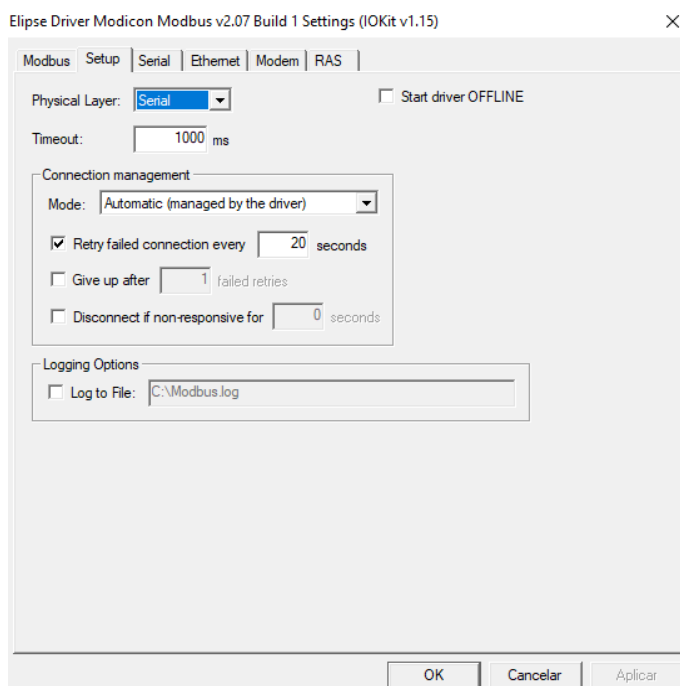 Elipse Driver Modicon Modbus v2.07 Build 1 Settings (IOKit v1.15)
Modbus Setup Serial Ethernet Modem RAS
Physical Layer: Serial Start driver OFFLINE
Timeout: 1000 ms
Connection management
Mode: Automatic (managed by the driver)
Retry failed connection every 20 seconds
Give up after 1 failed retries
Disconnect if non-responsive for 0 seconds
Logging Options
Log to File: C:\Modbus.log
OK Cancelar Aplicar